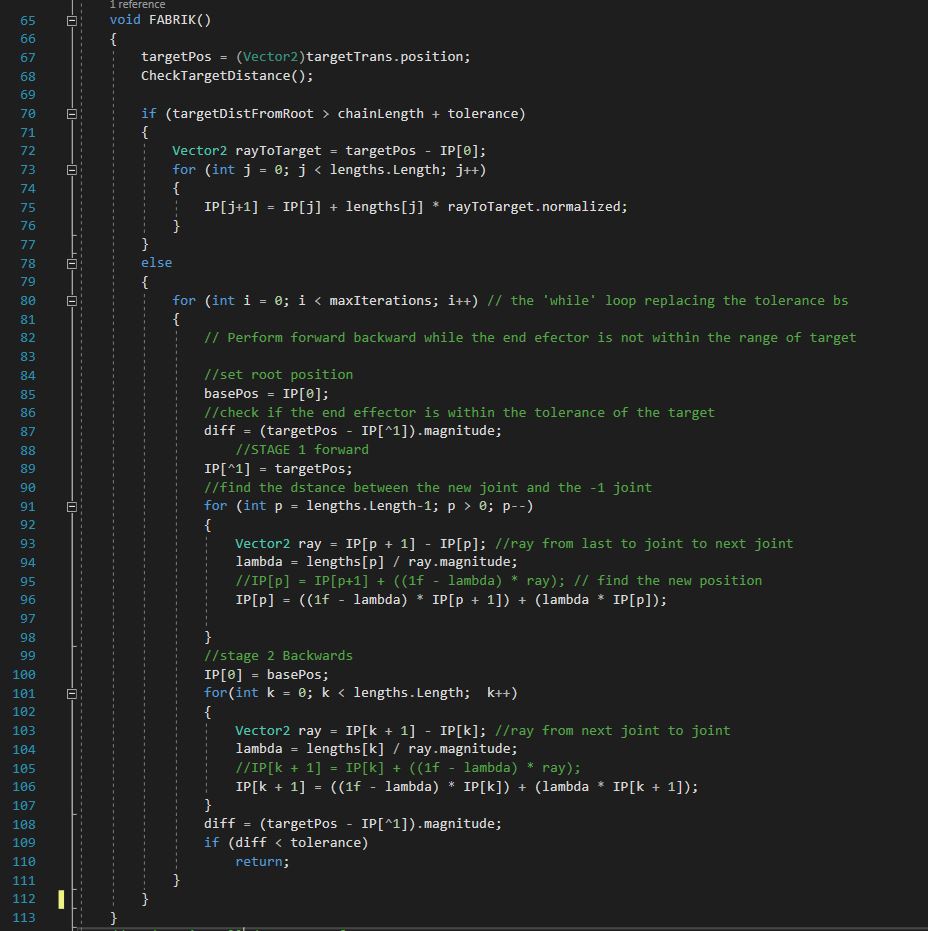 1 reference
65 void FABRIK()
66 {
67 targetPos = (Vector2)targetTrans.position;
68 CheckTargetDistance();
69
70 if (targetDistFromRoot > chainLength + tolerance)
71 {
72 Vector2 rayToTarget = targetPos - IP[0];
73 for (int j = 0; j < lengths.Length; j++)
74 {
75 IP[j+1] = IP[j] + lengths[j] * rayToTarget.normalized;
76 }
77 }
78 else
79 {
80 for (int i = 0; i < maxIterations; i++) // the 'while' loop replacing the tolerance bs
81 {
82 // Perform forward backward while the end efector is not within the range of target
83
84 //set root position
85 basePos = IP[0];
86 //check if the end effector is within the tolerance of the target
87 diff = (targetPos - IP[^1]).magnitude;
88 //STAGE 1 forward
89 IP[^1] = targetPos;
90 //find the dstance between the new joint and the -1 joint
91 for (int p = lengths.Length-1; p > 0; p--)
92 {
93 Vector2 ray = IP[p + 1] - IP[p]; //ray from last to joint to next joint
94 lambda = lengths[p] / ray.magnitude;
95 //IP[p] = IP[p+1] + ((1f - lambda) * ray); // find the new position
96 IP[p] = ((1f - lambda) * IP[p + 1]) + (lambda * IP[p]);
97
98 }
99 //stage 2 Backwards
100 IP[0] = basePos;
101 for(int k = 0; k < lengths.Length;  k++)
102 {
103 Vector2 ray = IP[k + 1] - IP[k]; //ray from next joint to joint
104 lambda = lengths[k] / ray.magnitude;
105 //IP[k + 1] = IP[k] + ((1f - lambda) * ray);
106 IP[k + 1] = ((1f - lambda) * IP[k]) + (lambda * IP[k + 1]);
107 }
108 diff = (targetPos - IP[^1]).magnitude;
109 if (diff < tolerance)
110 return;
111 }
112 }
113 }